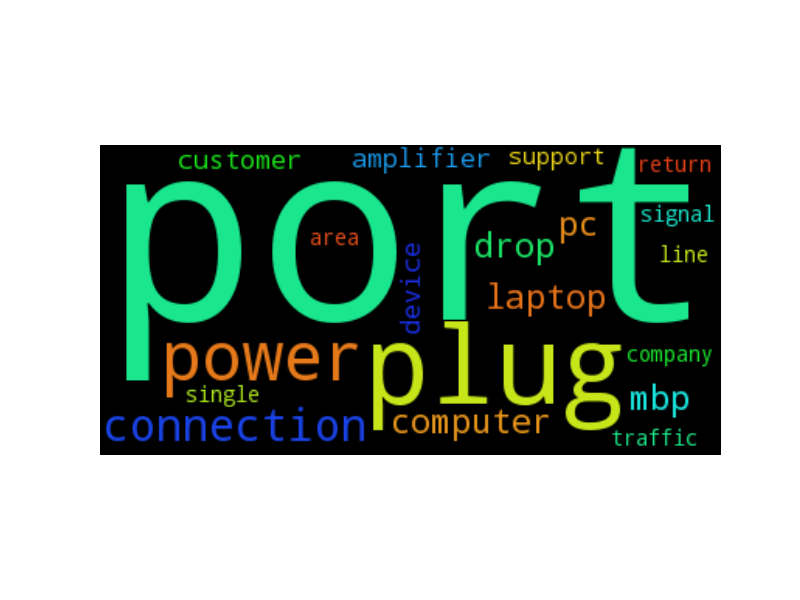 customer
amplifier
support
return
port
signal
area
pc
drop
line
device
laptop
power
plug
company
single
mbp
connection
computer
traffic